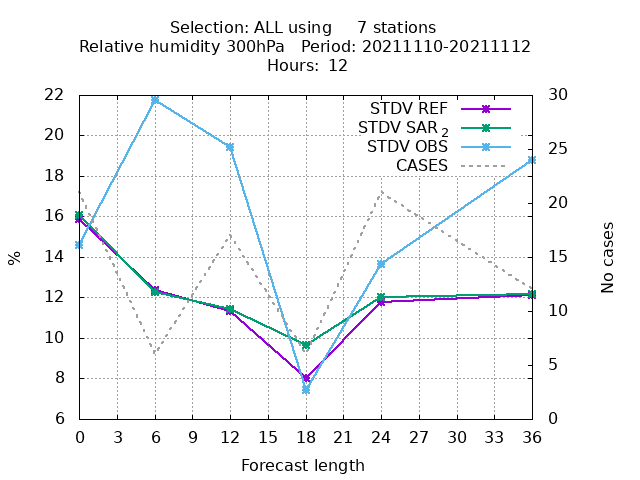 Selection: ALL using 7 stations
Relative humidity 300hPa Period: 20211110-20211112
Hours: 12
STDV REF
STDV SAR 2
STDV OBS
CASES
22
20
18
16
14
12
10
8
6
%
30
25
20
15
10
5
0
No cases
0 3 6 9 12 15 18 21 24 27 30 33 36
Forecast length